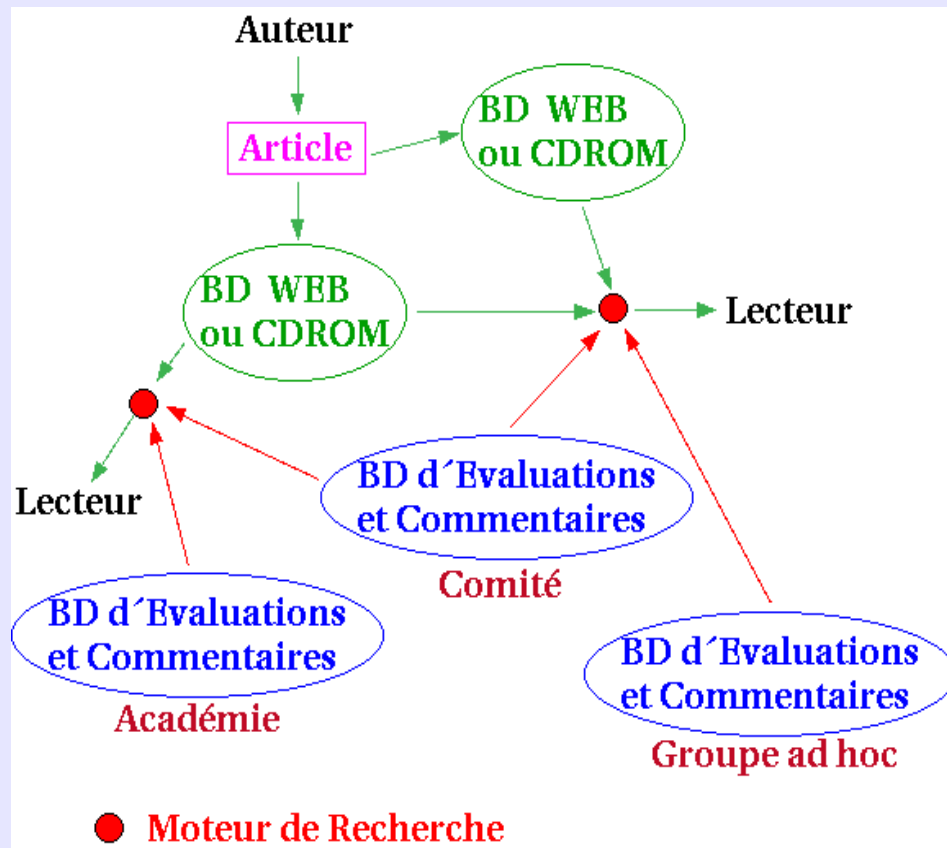 Auteur
BD WEB
ou CDROM
Article
BD WEB
ou CDROM
Lecteur
Lecteur
BD d´Evaluations
et Commentaires
Comité
BD d´Evaluations
et Commentaires
Académie
BD d´Evaluations
et Commentaires
Groupe ad hoc
Moteur de Recherche